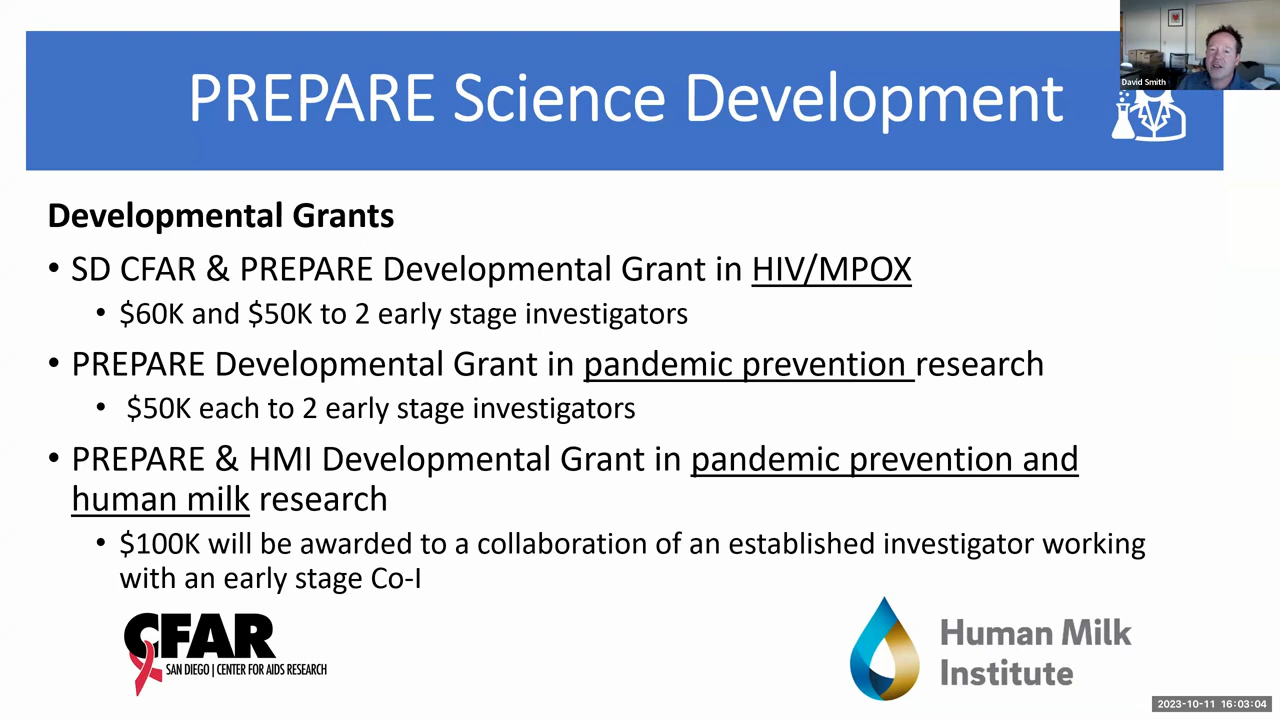 David Smith
PREPARE Science Development
Developmental Grants
• SD CFAR & PREPARE Developmental Grant in HIV/MPOX
• $60K and $50K to 2 early stage investigators
• PREPARE Developmental Grant in pandemic prevention research
• $50K each to 2 early stage investigators
• PREPARE & HMI Developmental Grant in pandemic prevention and
human milk research
• $100K will be awarded to a collaboration of an established investigator working
with an early stage Co-I
CFAR
SAN DIEGO | CENTER FOR AIDS RESEARCH
Human Milk
Institute
2023-10-11 16:03:04